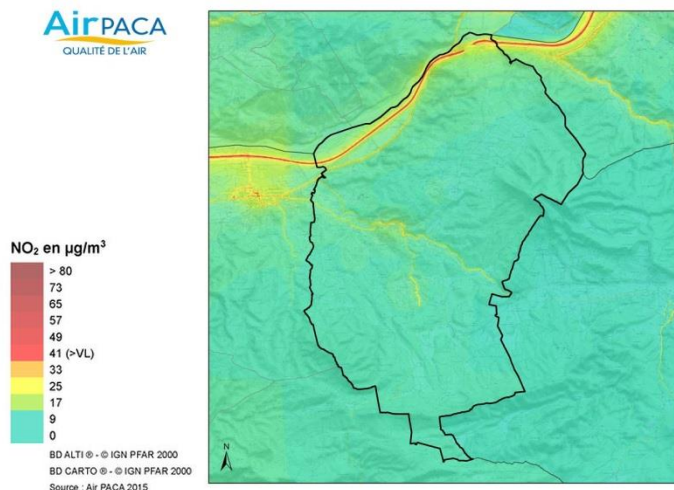 AirPACA
QUALITÉ DE L'AIR
NO₂ en µg/m³
> 80
73
65
57
49
41 (>VL)
33
25
17
9
0
N
BD ALTI ® - © IGN PFAR 2000
BD CARTO ® - © IGN PFAR 2000
Source : Air PACA 2015